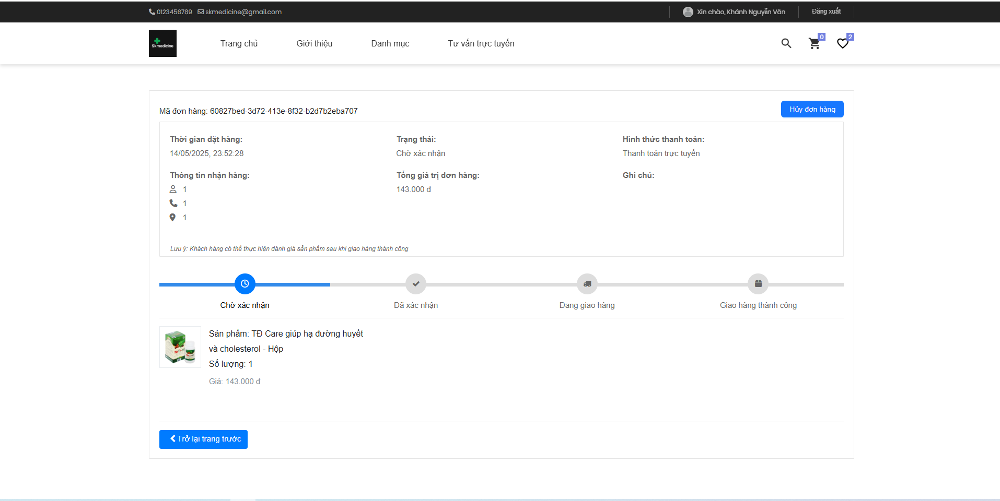 0123456789 skmedicine@gmail.com Xin chào, Khánh Nguyễn Văn Đăng xuất
Skmedicine Trang chủ Giới thiệu Danh mục Tư vấn trực tuyến 0 2
Mã đơn hàng: 60827bed-3d72-413e-8f32-b2d7b2eba707 Hủy đơn hàng
Thời gian đặt hàng: Trạng thái: Hình thức thanh toán:
14/05/2025, 23:52:28 Chờ xác nhận Thanh toán trực tuyến
Thông tin nhận hàng: Tổng giá trị đơn hàng: Ghi chú:
1 143.000 đ
1
1
Lưu ý: Khách hàng có thể thực hiện đánh giá sản phẩm sau khi giao hàng thành công
Chờ xác nhận Đã xác nhận Đang giao hàng Giao hàng thành công
Sản phẩm: TĐ Care giúp hạ đường huyết
và cholesterol - Hộp
Số lượng: 1
Giá: 143.000 đ
Trở lại trang trước